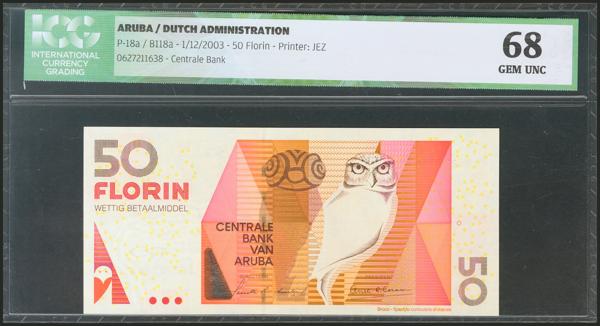 ICG
INTERNATIONAL
CURRENCY
GRADING
ARUBA / DUTCH ADMINISTRATION
P-18a / B118a - 1/12/2003 - 50 Florin - Printer: JEZ
0627211638 - Centrale Bank
68
GEM UNC
50
FLORIN
WETTIG BETAALMIDDEL
CENTRALE
BANK
VAN
ARUBA
50